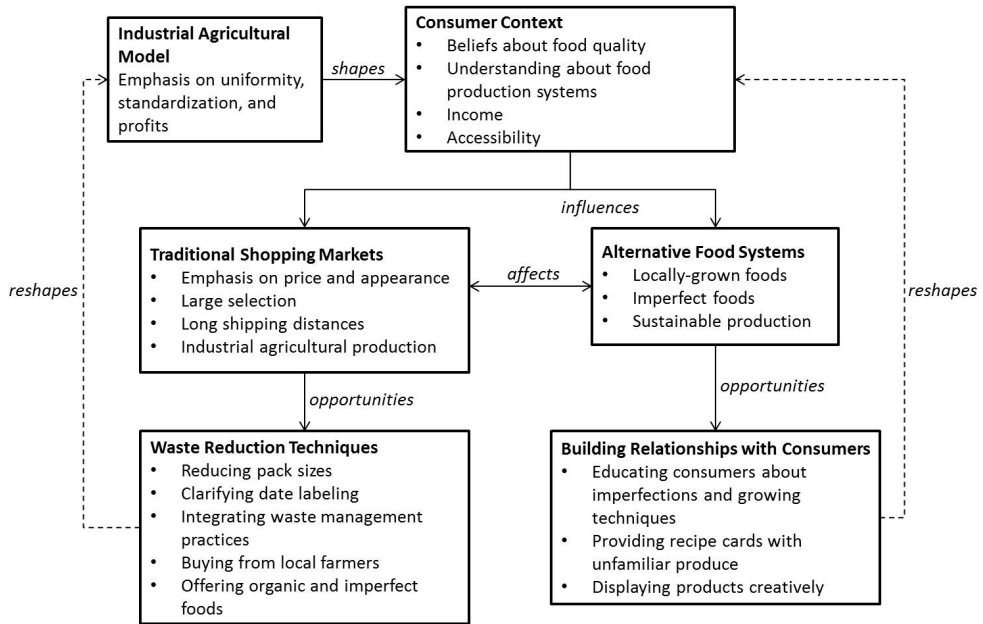 Industrial Agricultural
Model
Emphasis on uniformity,
standardization, and
profits
shapes
Consumer Context
• Beliefs about food quality
• Understanding about food
production systems
• Income
• Accessibility
influences
Traditional Shopping Markets
• Emphasis on price and appearance
• Large selection
• Long shipping distances
• Industrial agricultural production
affects
Alternative Food Systems
• Locally-grown foods
• Imperfect foods
• Sustainable production
reshapes
reshapes
opportunities
opportunities
Waste Reduction Techniques
• Reducing pack sizes
• Clarifying date labeling
• Integrating waste management
practices
• Buying from local farmers
• Offering organic and imperfect
foods
Building Relationships with Consumers
• Educating consumers about
imperfections and growing
techniques
• Providing recipe cards with
unfamiliar produce
• Displaying products creatively